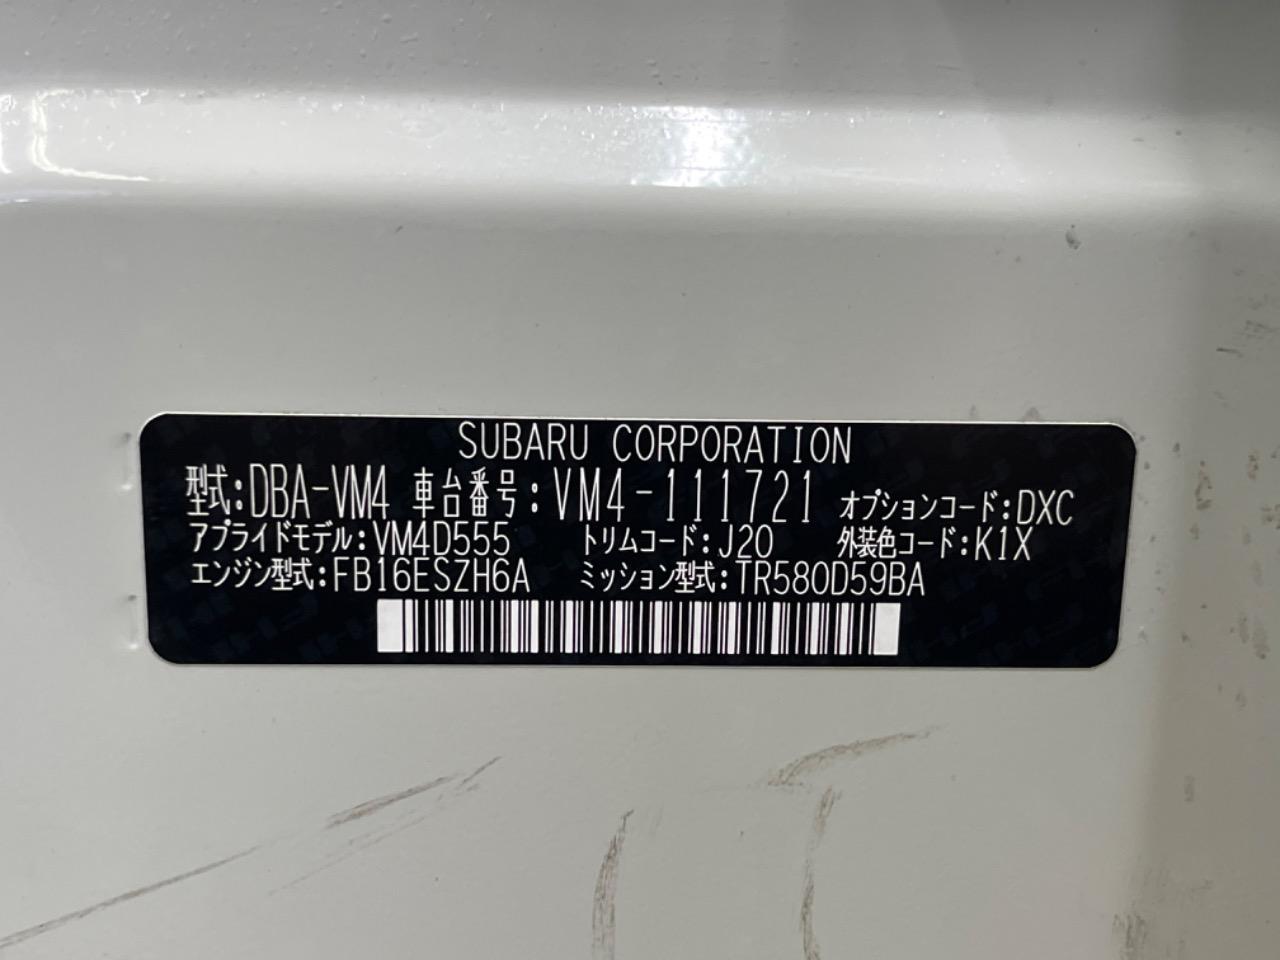 SUBARU CORPORATION
型式:DBA-VM4 車台番号:VM4-111721 オプションコード:DXC
アプライドモデル:VM4D555 トリムコード:J20 外装色コード:K1X
エンジン型式:FB16ESZH6A ミッション型式:TR580D59BA